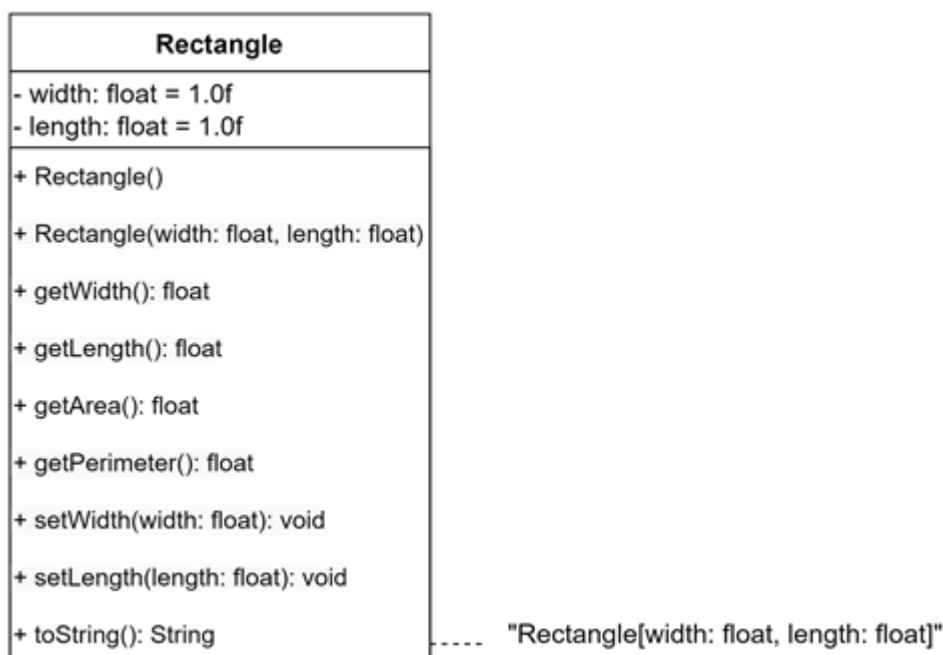 Rectangle
- width: float = 1.0f
- length: float = 1.0f
+ Rectangle()
+ Rectangle(width: float, length: float)
+ getWidth(): float
+ getLength(): float
+ getArea(): float
+ getPerimeter(): float
+ setWidth(width: float): void
+ setLength(length: float): void
+ toString(): String
"Rectangle[width: float, length: float]"